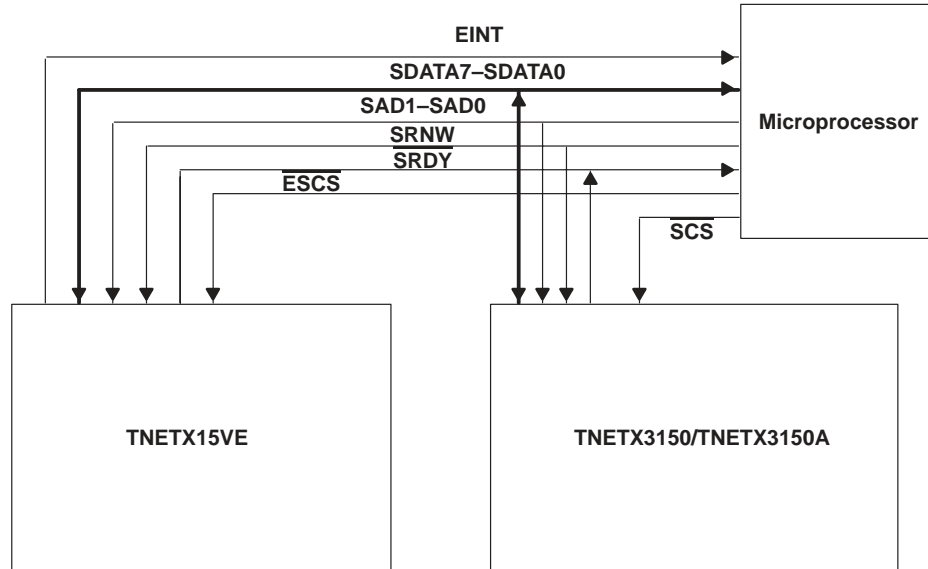 EINT
SDATA7–SDATA0
SAD1–SAD0
Microprocessor
SRNW
SRDY
ESCS
SCS
TNETX15VE
TNETX3150/TNETX3150A